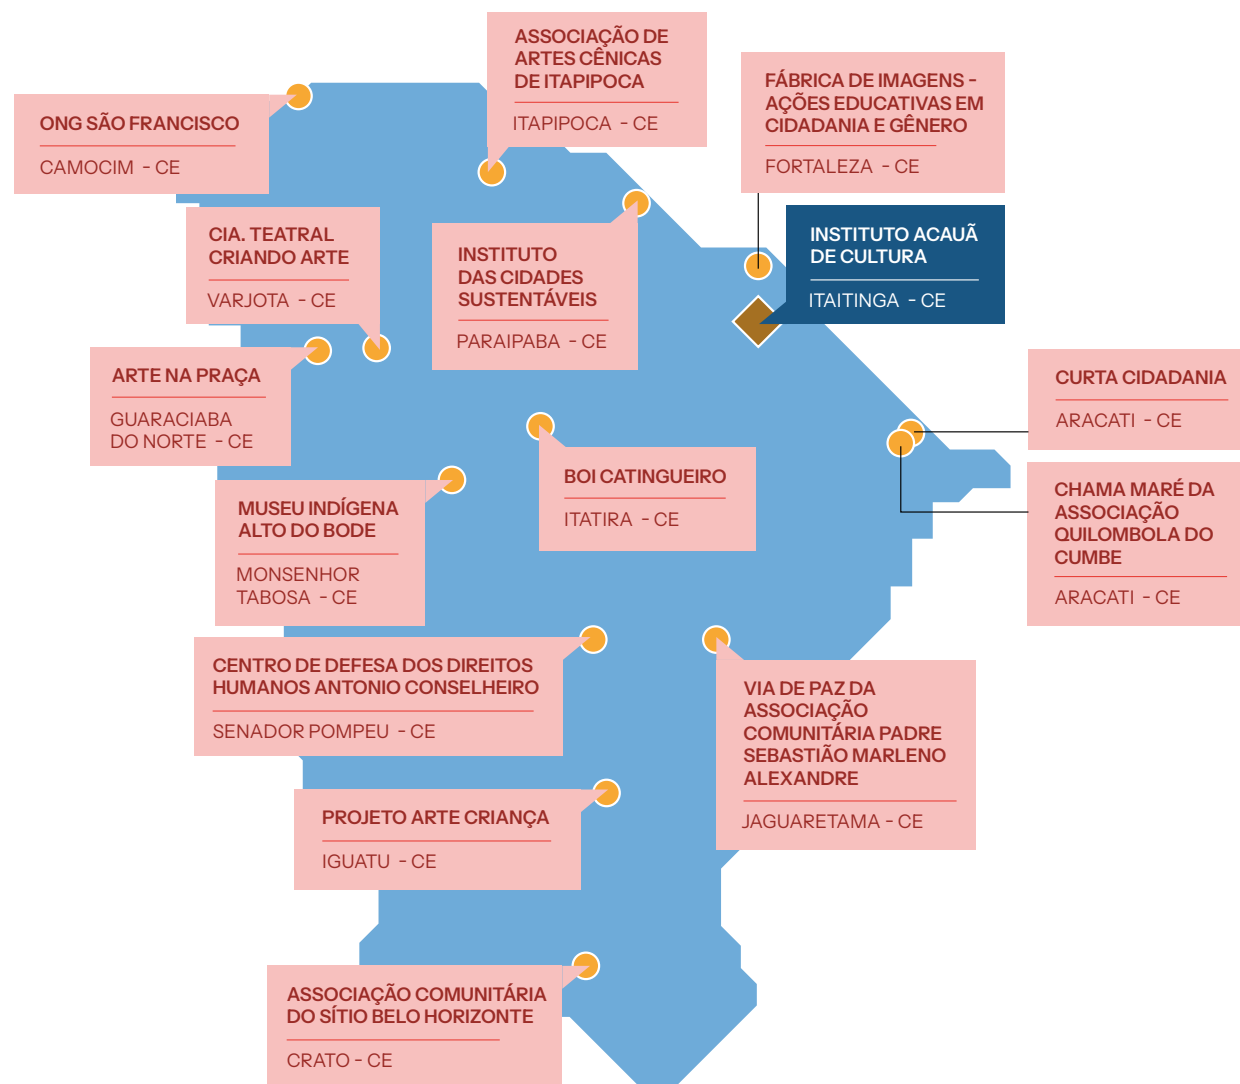 ASSOCIAÇÃO DE
ARTES CÊNICAS
DE ITAPIPOCA
ITAPIPOCA - CE
FÁBRICA DE IMAGENS -
AÇÕES EDUCATIVAS EM
CIDADANIA E GÊNERO
FORTALEZA - CE
ONG SÃO FRANCISCO
CAMOCIM - CE
CIA. TEATRAL
CRIANDO ARTE
VARJOTA - CE
INSTITUTO
DAS CIDADES
SUSTENTÁVEIS
PARAIPABA - CE
INSTITUTO ACAUÃ
DE CULTURA
ITAITINGA - CE
ARTE NA PRAÇA
GUARACIABA
DO NORTE - CE
CURTA CIDADANIA
ARACATI - CE
BOI CATINGUEIRO
ITATIRA - CE
MUSEU INDÍGENA
ALTO DO BODE
MONSENHOR
TABOSA - CE
CHAMA MARÉ DA
ASSOCIAÇÃO
QUILOMBOLA DO
CUMBE
ARACATI - CE
CENTRO DE DEFESA DOS DIREITOS
HUMANOS ANTONIO CONSELHEIRO
SENADOR POMPEU - CE
VIA DE PAZ DA
ASSOCIAÇÃO
COMUNITÁRIA PADRE
SEBASTIÃO MARLENO
ALEXANDRE
JAGUARETAMA - CE
PROJETO ARTE CRIANÇA
IGUATU - CE
ASSOCIAÇÃO COMUNITÁRIA
DO SÍTIO BELO HORIZONTE
CRATO - CE